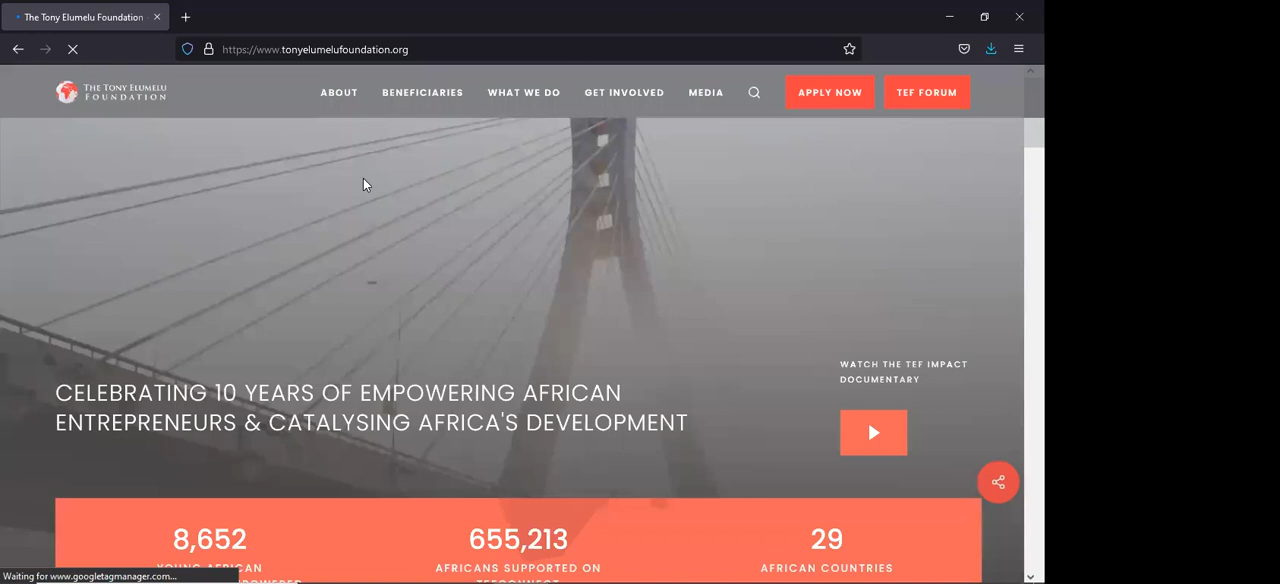 The Tony Elumelu Foundation
https://www.tonyelumelufoundation.org
THE TONY ELUMELU
FOUNDATION
ABOUT BENEFICIARIES WHAT WE DO GET INVOLVED MEDIA APPLY NOW TEF FORUM
WATCH THE TEF IMPACT
DOCUMENTARY
CELEBRATING 10 YEARS OF EMPOWERING AFRICAN
ENTREPRENEURS & CATALYSING AFRICA'S DEVELOPMENT
8,652 655,213 29
YOUNG AFRICAN AFRICANS SUPPORTED ON AFRICAN COUNTRIES
TEFCONNECT
Waiting for www.googletagmanager.com...